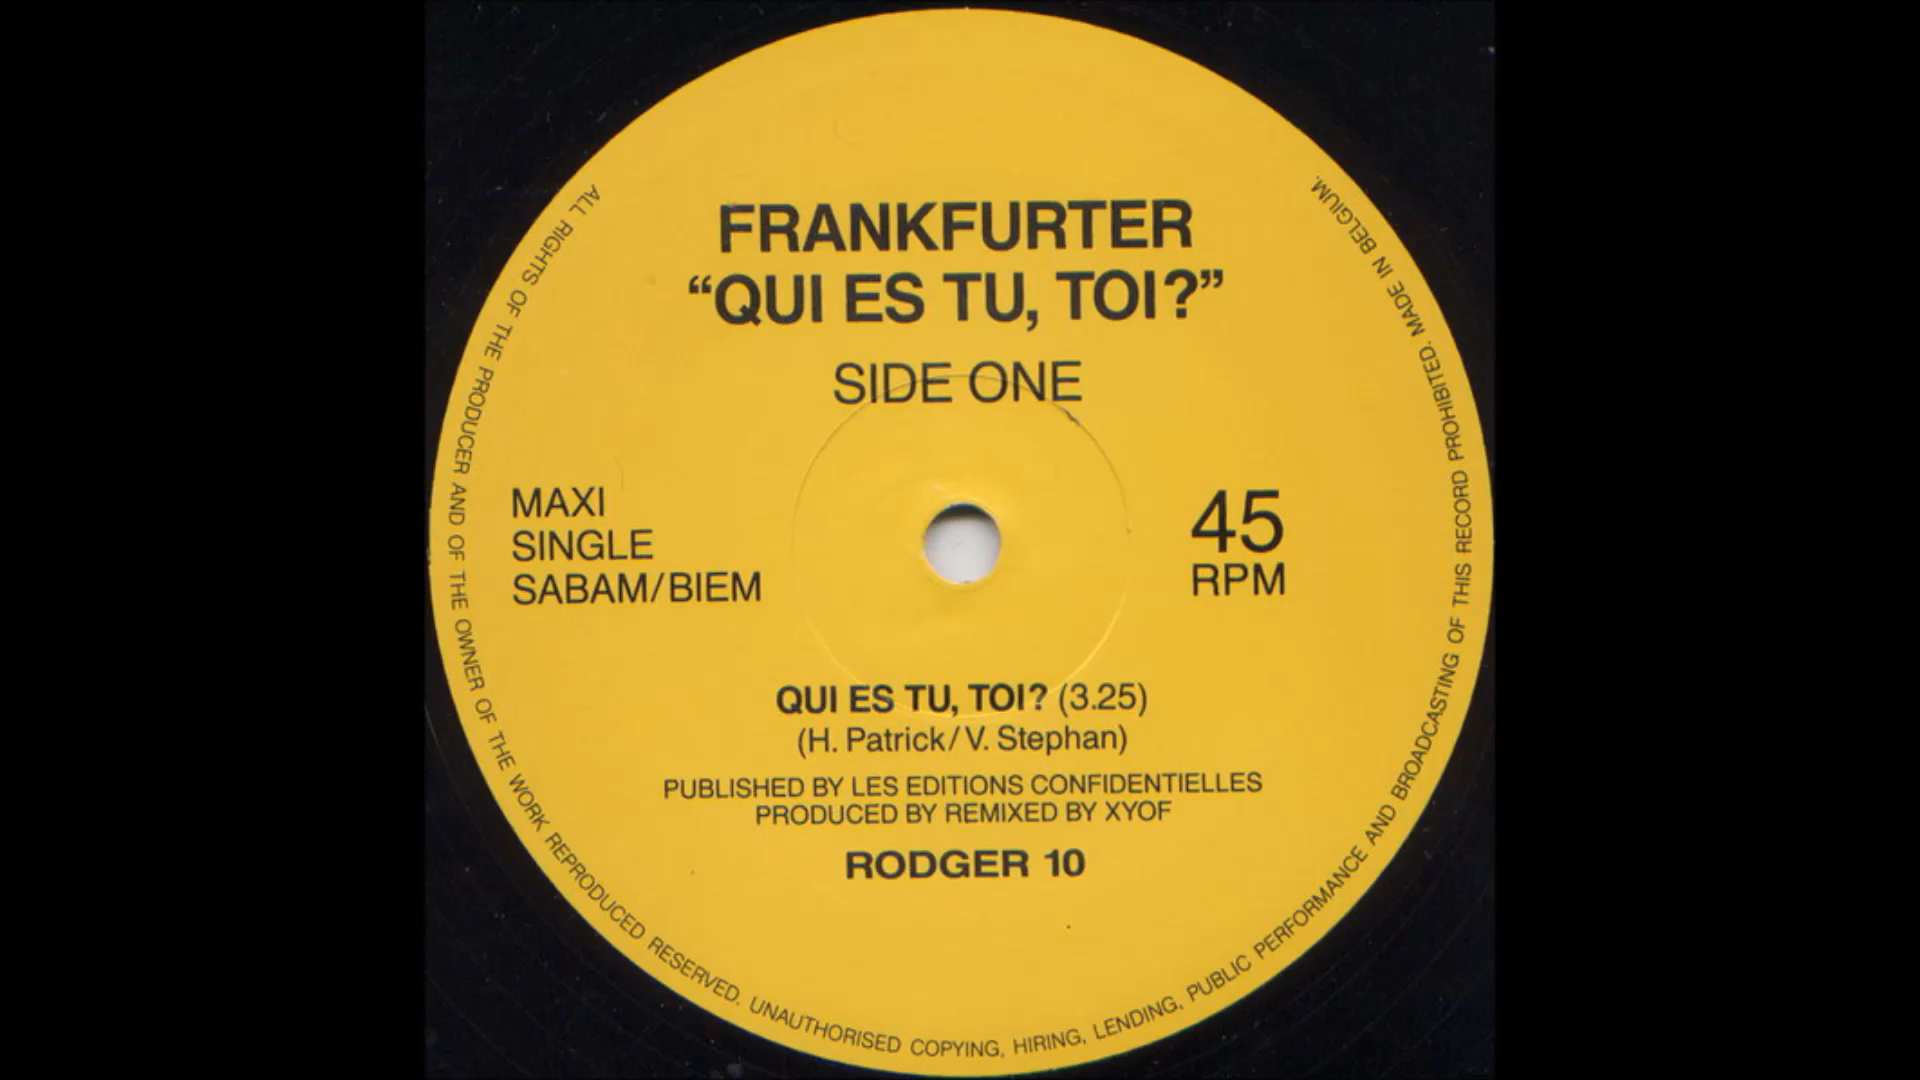 FRANKFURTER
“QUI ES TU, TOI?”
SIDE ONE
MAXI
SINGLE
SABAM/BIEM
45
RPM
QUI ES TU, TOI? (3.25)
(H. Patrick/V. Stephan)
PUBLISHED BY LES EDITIONS CONFIDENTIELLES
PRODUCED BY REMIXED BY XYOF
RODGER 10
ALL RIGHTS OF THE PRODUCER AND OF THE OWNER OF THE WORK REPRODUCED RESERVED. UNAUTHORISED COPYING, HIRING, LENDING, PUBLIC PERFORMANCE AND BROADCASTING OF THIS RECORD PROHIBITED. MADE IN BELGIUM.